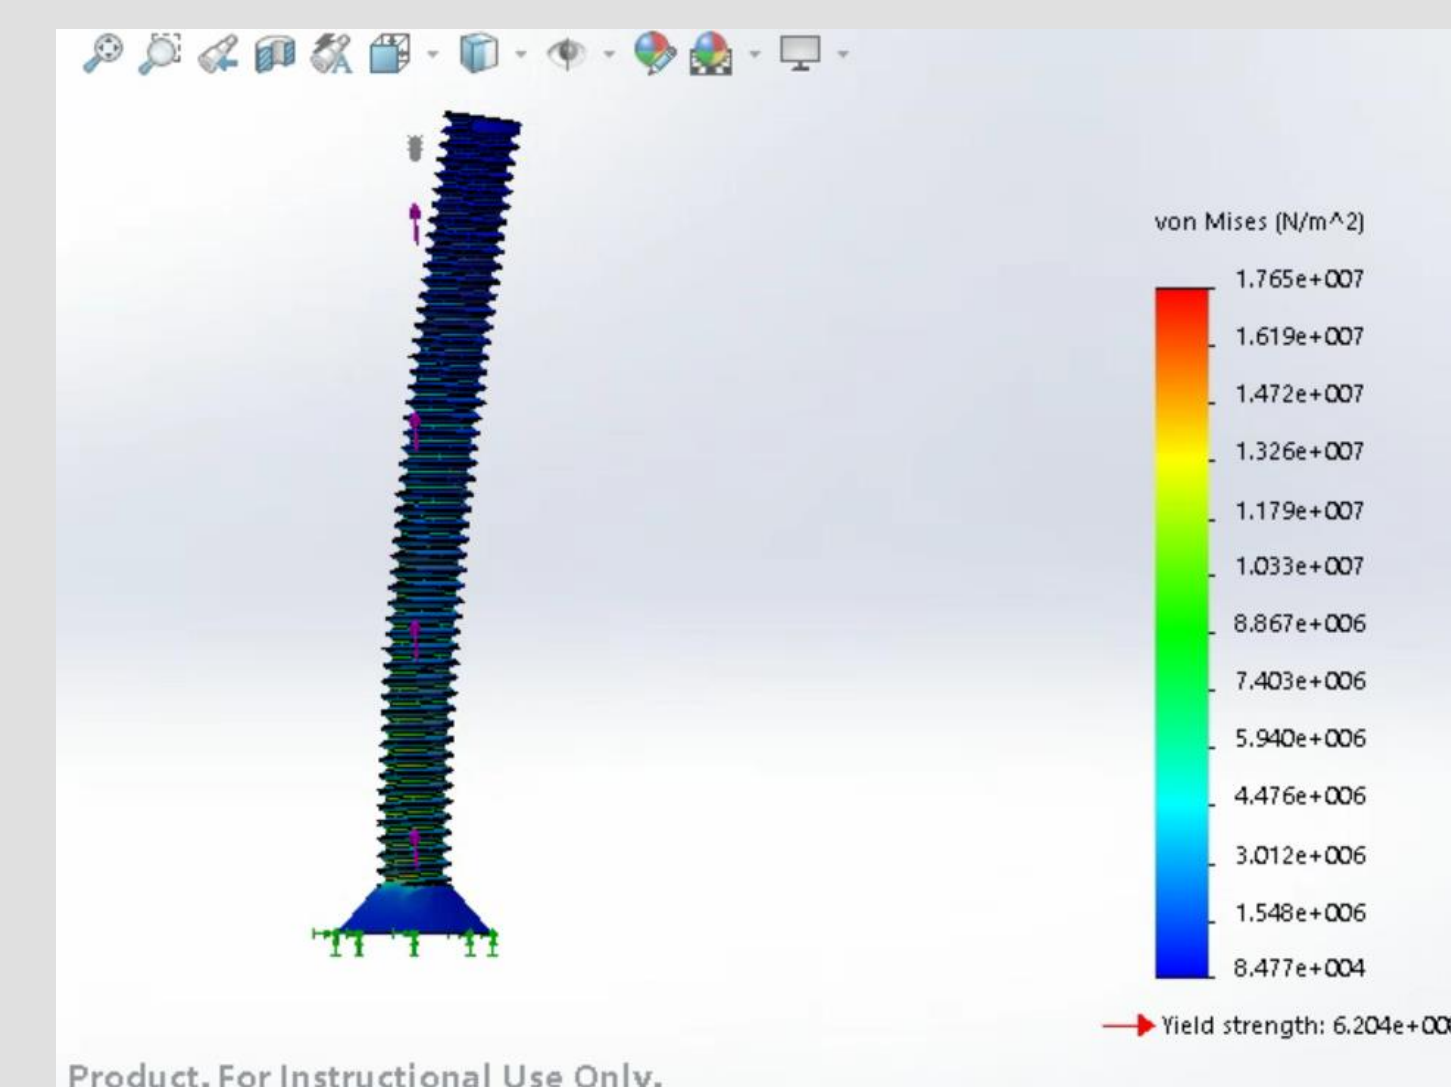 von Mises (N/m^2)
1.765e+007
1.619e+007
1.472e+007
1.326e+007
1.179e+007
1.033e+007
8.867e+006
7.403e+006
5.940e+006
4.476e+006
3.012e+006
1.548e+006
8.477e+004
Yield strength:
Product. For Instructional Use Only.